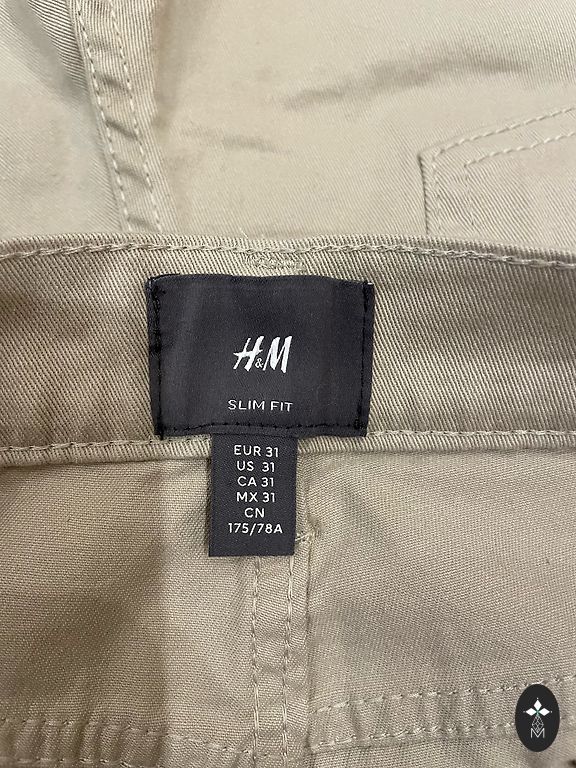 H&M
SLIM FIT
EUR 31
US 31
CA 31
MX 31
CN
175/78A
M